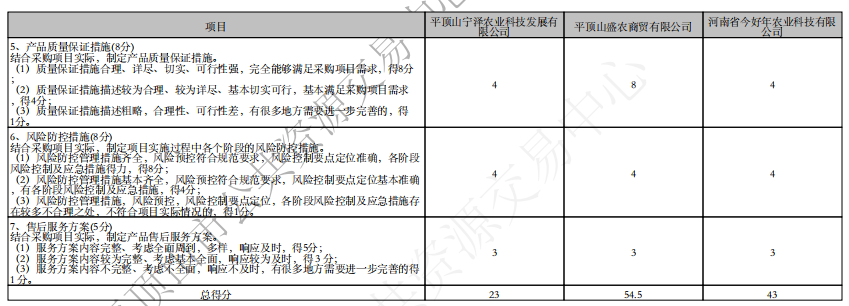 项目
平顶山宁泽农业科技发展有
限公司
平顶山盛农商贸有限公司
河南省今好年农业科技有限
公司
5、产品质量保证措施(8分)
结合采购项目实际，制定产品质量保证措施。
（1）质量保证措施合理、详尽、切实、可行性强，完全能够满足采购项目需求，得8分
；
（2）质量保证措施描述较为合理、较为详尽、基本切实可行，基本满足采购项目需求
，得4分；
（3）质量保证措施描述粗略，合理性、可行性差，有很多地方需要进一步完善的，得
1分。
4
8
4
6、风险防控措施(8分)
结合采购项目实际，制定项目实施过程中各个阶段的风险防控措施。
（1）风险防控管理措施齐全，风险预控符合规范要求，风险控制要点定位准确，各阶段
风险控制及应急措施得力，得8分；
（2）风险防控管理措施基本齐全，风险预控符合规范要求，风险控制要点定位基本准确
，有各阶段风险控制及应急措施，得4分；
（3）风险防控管理措施，风险预控，风险控制要点定位，各阶段风险控制及应急措施存
在较多不合理之处，不符合项目实际情况的，得1分。
4
4
4
7、售后服务方案(5分)
结合采购项目实际，制定产品售后服务方案。
（1）服务方案内容完整、考虑全面周到，多样，响应及时，得5分；
（2）服务方案内容较为完整、考虑基本全面，响应较为及时，得 3 分；
（3）服务方案内容不完整、考虑不全面，响应不及时，有很多地方需要进一步完善的得
1 分。
3
3
3
总得分
23
54.5
43
顶山市公共资源交易中心
共资源交易中心